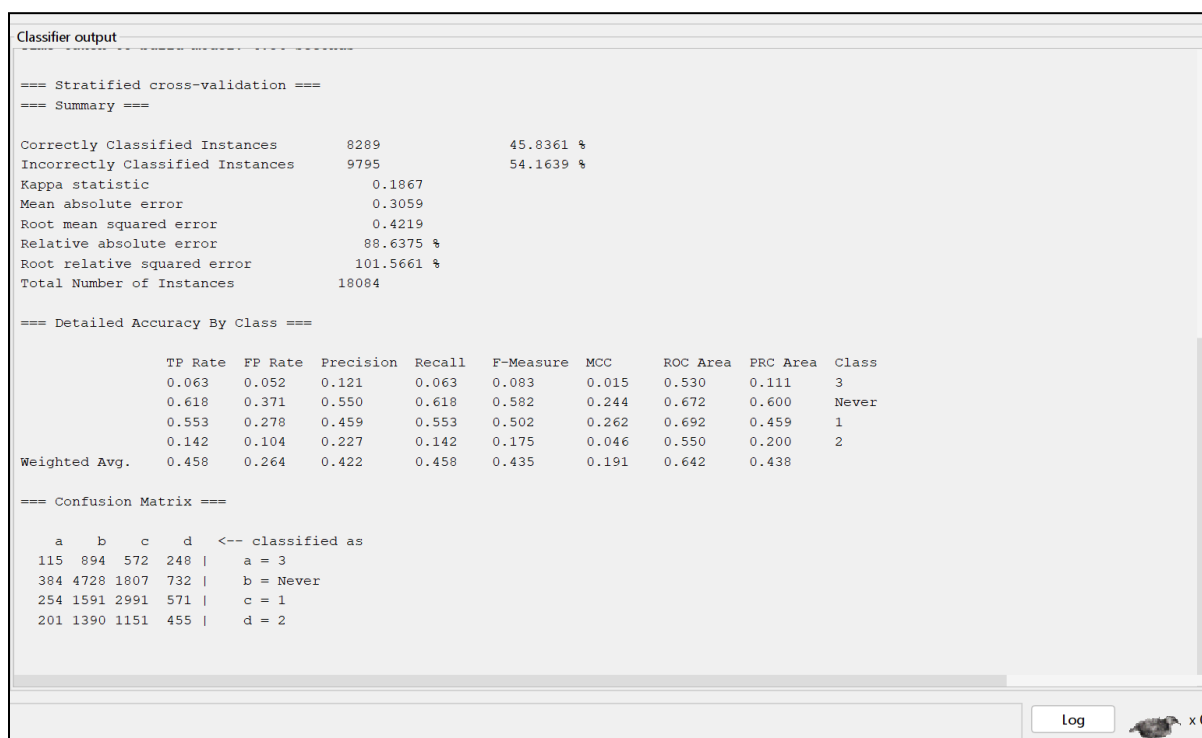 Classifier output
=== Stratified cross-validation ===
=== Summary ===
Correctly Classified Instances 8289 45.8361 %
Incorrectly Classified Instances 9795 54.1639 %
Kappa statistic 0.1867
Mean absolute error 0.3059
Root mean squared error 0.4219
Relative absolute error 88.6375 %
Root relative squared error 101.5661 %
Total Number of Instances 18084
=== Detailed Accuracy By Class ===
TP Rate FP Rate Precision Recall F-Measure MCC ROC Area PRC Area Class
0.063 0.052 0.121 0.063 0.083 0.015 0.530 0.111 3
0.618 0.371 0.550 0.618 0.582 0.244 0.672 0.600 Never
0.553 0.278 0.459 0.553 0.502 0.262 0.692 0.459 1
0.142 0.104 0.227 0.142 0.175 0.046 0.550 0.200 2
Weighted Avg. 0.458 0.264 0.422 0.458 0.435 0.191 0.642 0.438
=== Confusion Matrix ===
a b c d <-- classified as
115 894 572 248 | a = 3
384 4728 1807 732 | b = Never
254 1591 2991 571 | c = 1
201 1390 1151 455 | d = 2
Log
x